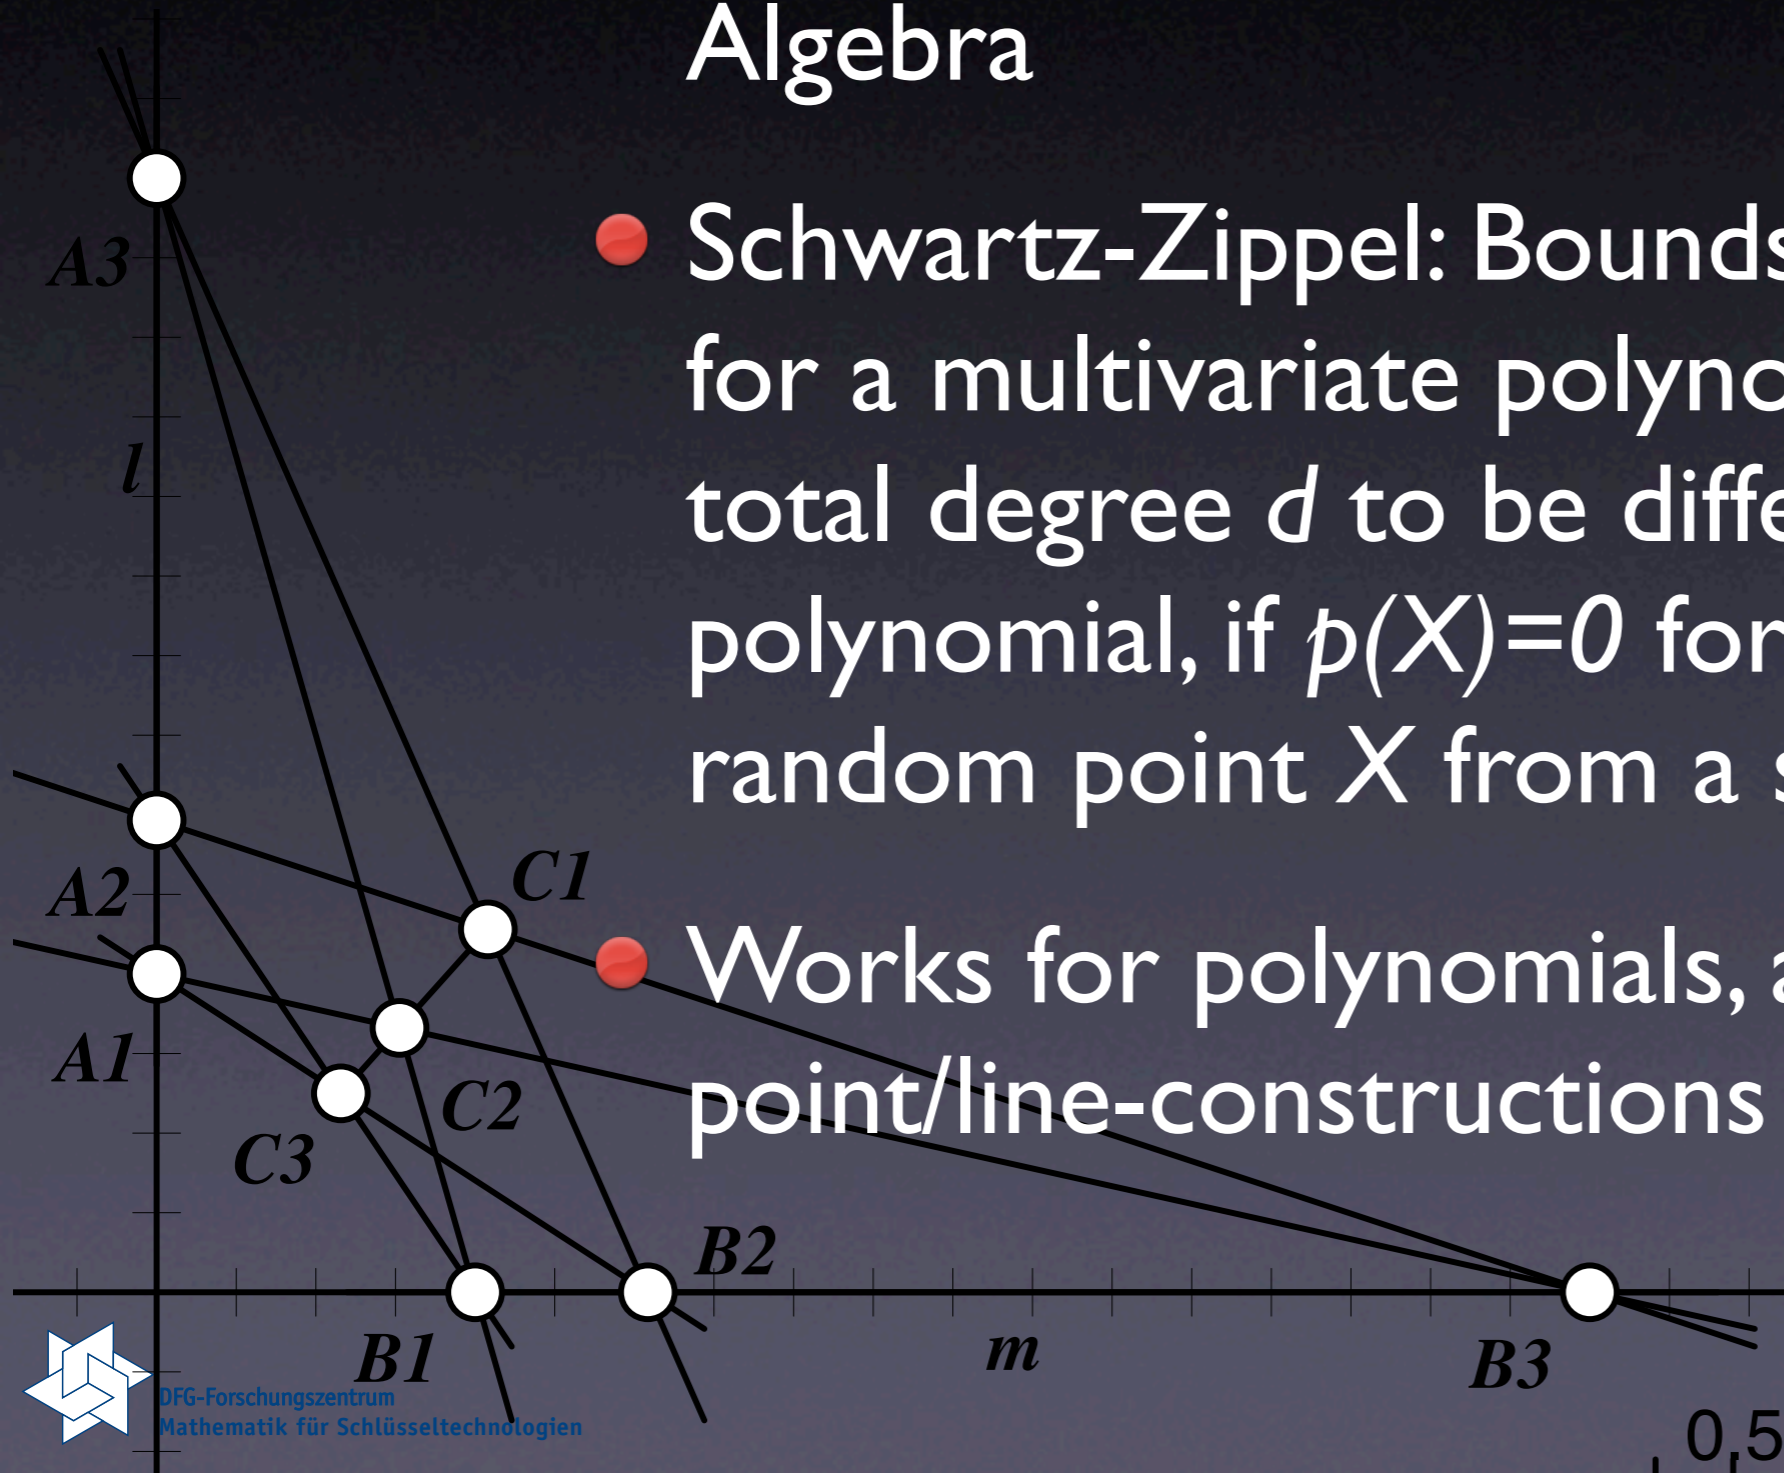 Algebra
Schwartz-Zippel: Bounds
for a multivariate polyno
total degree d to be diffe
polynomial, if p(X)=0 for
random point X from a s
Works for polynomials, a
point/line-constructions
A3
l
A2
C1
A1
C2
C3
B2
B1
m
B3
DFG-Forschungszentrum
Mathematik für Schlüsseltechnologien
0,5